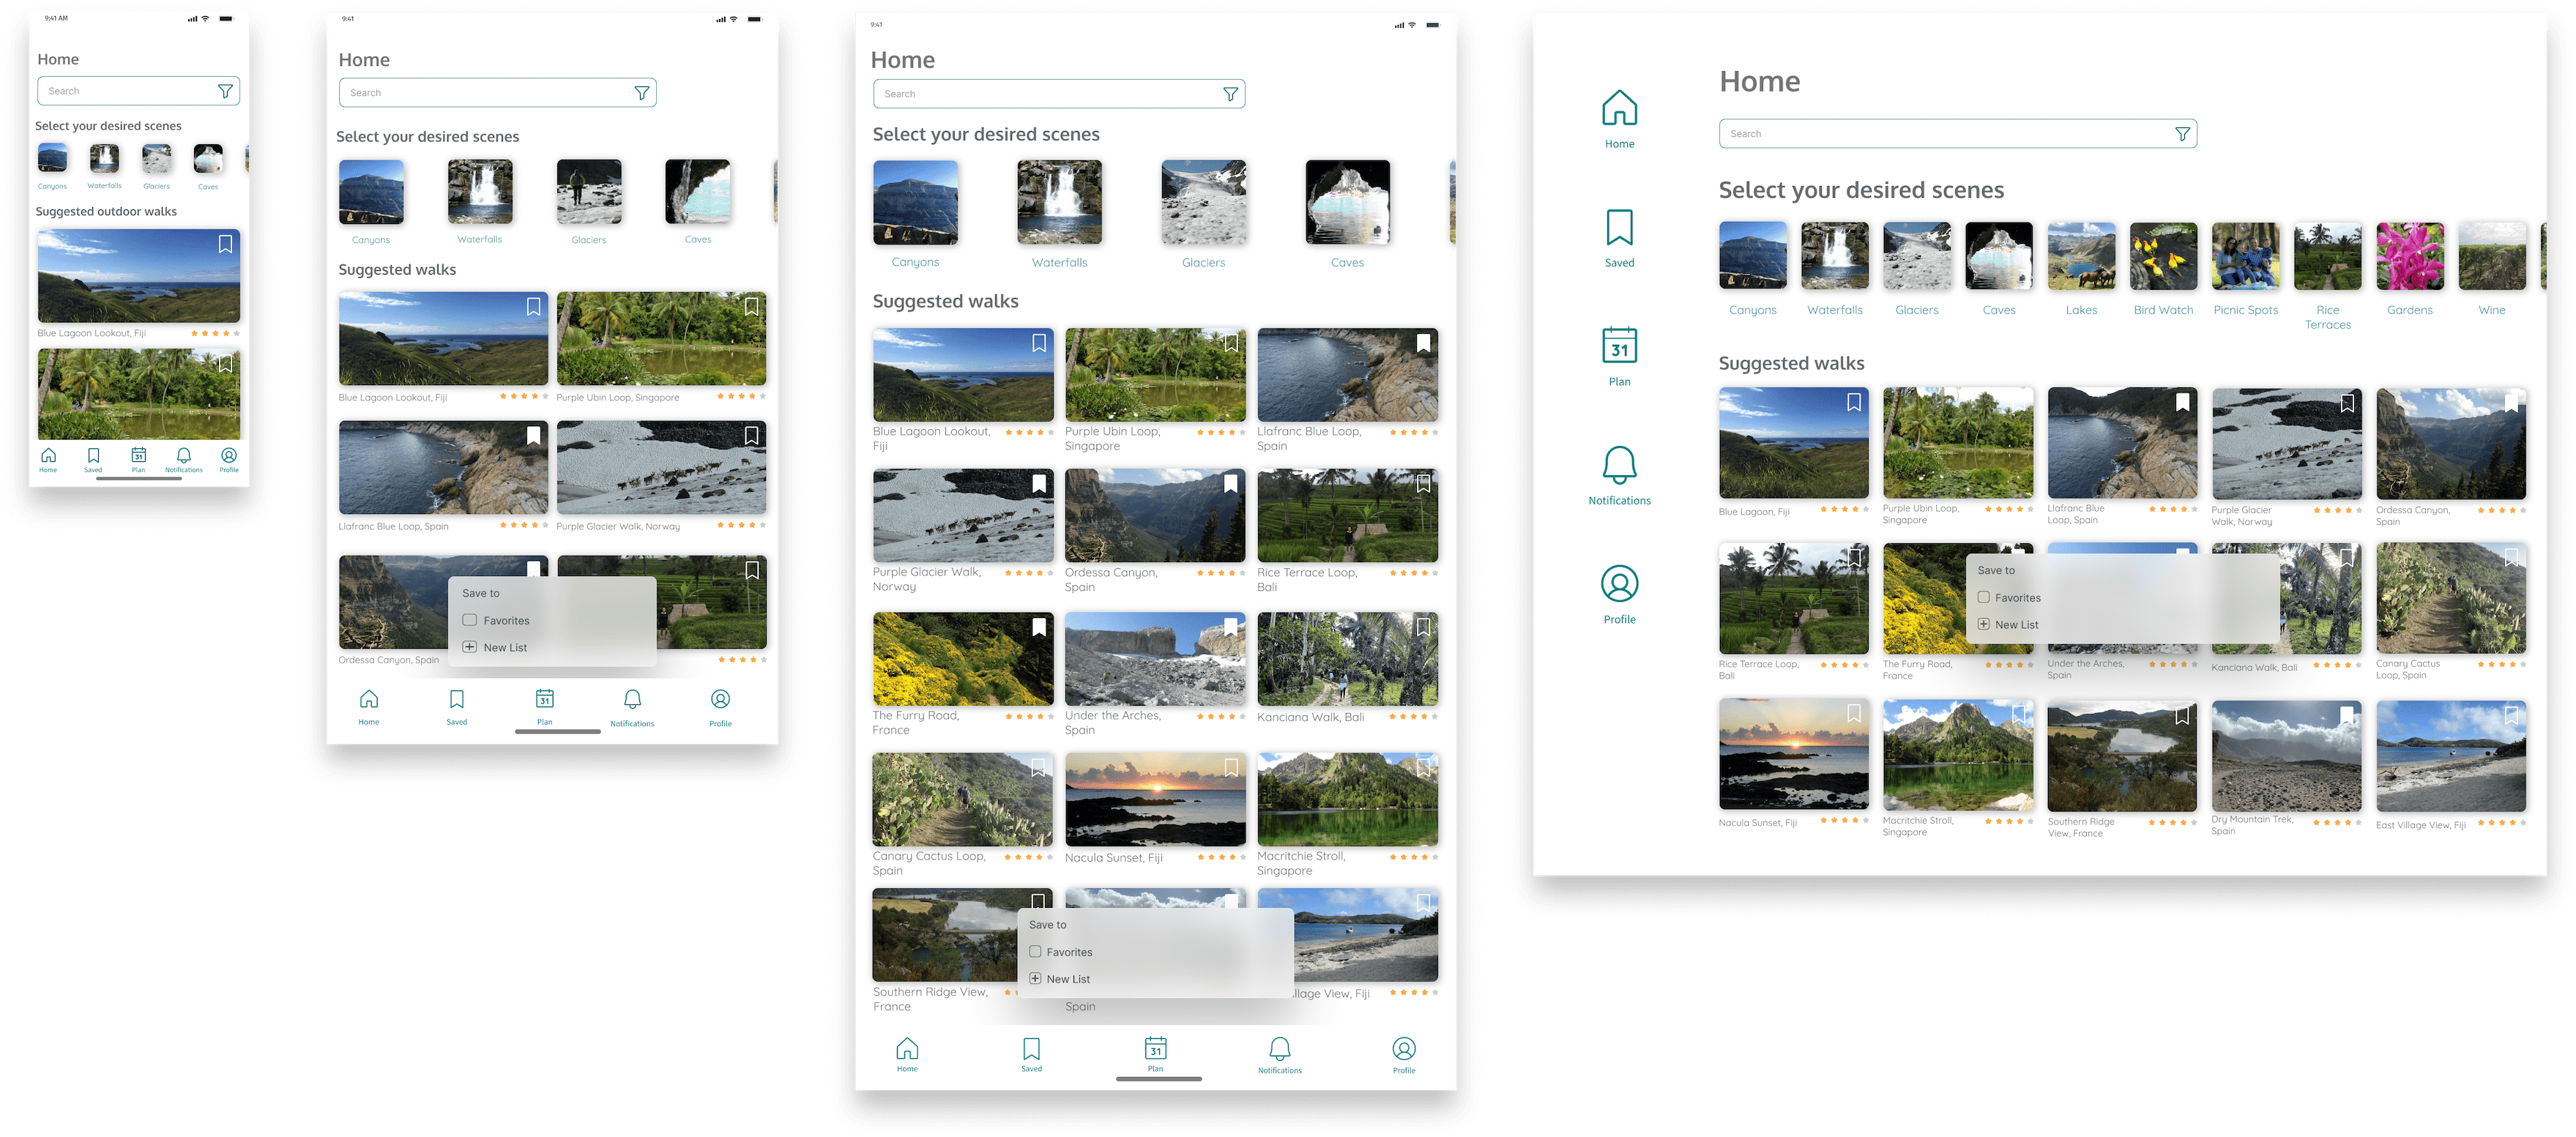 9:41 AM
Home
Search
Select your desired scenes
Canyons
Waterfalls
Glaciers
Caves
Suggested outdoor walks
Blue Lagoon Lookout, Fiji
Home
Saved
31
Plan
Notifications
Profile
9:41
Home
Search
Select your desired scenes
Canyons
Waterfalls
Glaciers
Caves
Suggested walks
Blue Lagoon Lookout, Fiji
Purple Ubin Loop, Singapore
Llafranc Blue Loop, Spain
Purple Glacier Walk, Norway
Ordessa Canyon, Spain
Save to
Favorites
New List
Home
Saved
31
Plan
Notifications
Profile
9:41
Home
Search
Select your desired scenes
Canyons
Waterfalls
Glaciers
Caves
Suggested walks
Blue Lagoon Lookout,
Fiji
Purple Ubin Loop,
Singapore
Llafranc Blue Loop,
Spain
Purple Glacier Walk,
Norway
Ordessa Canyon,
Spain
Rice Terrace Loop,
Bali
The Furry Road,
France
Under the Arches,
Spain
Kanciana Walk, Bali
Canary Cactus Loop,
Spain
Nacula Sunset, Fiji
Macritchie Stroll,
Singapore
Southern Ridge View,
France
Spain
llage View, Fiji
Save to
Favorites
New List
Home
Saved
31
Plan
Notifications
Profile
Home
Saved
31
Plan
Notifications
Profile
Home
Search
Select your desired scenes
Canyons
Waterfalls
Glaciers
Caves
Lakes
Bird Watch
Picnic Spots
Rice
Terraces
Gardens
Wine
Suggested walks
Blue Lagoon, Fiji
Purple Ubin Loop,
Singapore
Llafranc Blue
Loop, Spain
Purple Glacier
Walk, Norway
Ordessa Canyon,
Spain
Save to
Favorites
New List
Rice Terrace Loop,
Bali
The Furry Road,
France
Under the Arches,
Spain
Kanciana Walk, Bali
Canary Cactus
Loop, Spain
Nacula Sunset, Fiji
Macritchie Stroll,
Singapore
Southern Ridge
View, France
Dry Mountain Trek,
Spain
East Village View, Fiji